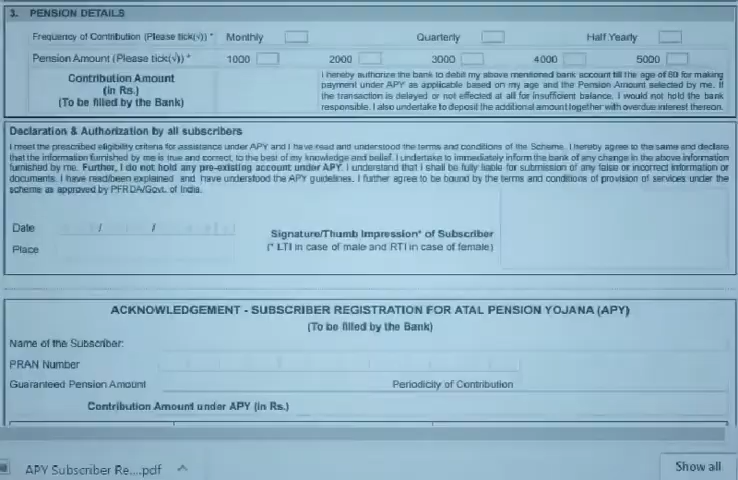 3. PENSION DETAILS
Frequency of Contribution (Please tick(√)) * Monthly Quarterly Half Yearly
Pension Amount (Please tick(√)) * 1000 2000 3000 4000 5000
Contribution Amount
(in Rs.)
(To be filled by the Bank)
I hereby authorize the bank to debit my above mentioned bank account till the age of 60 for making
payment under APY as applicable based on my age and the Pension Amount selected by me. If
the transaction is delayed or not effected at all for insufficient balance, I would not hold the bank
responsible. I also undertake to deposit the additional amount together with overdue interest thereon.
Declaration & Authorization by all subscribers
I meet the prescribed eligibility criteria for assistance under APY and I have read and understood the terms and conditions of the Scheme. I hereby agree to the same and declare
that the information furnished by me is true and correct, to the best of my knowledge and belief. I undertake to immediately inform the bank of any change in the above information
furnished by me. Further, I do not hold any pre-existing account under APY. I understand that I shall be fully liable for submission of any false or incorrect information or
documents. I have read/been explained and have understood the APY guidelines. I further agree to be bound by the terms and conditions of provision of services under the
scheme as approved by PFRDA/Govt. of India.
Date / /
Place
Signature/Thumb Impression* of Subscriber
(* LTI in case of male and RTI in case of female)
ACKNOWLEDGEMENT - SUBSCRIBER REGISTRATION FOR ATAL PENSION YOJANA (APY)
(To be filled by the Bank)
Name of the Subscriber:
PRAN Number
Guaranteed Pension Amount Periodicity of Contribution
Contribution Amount under APY (in Rs.)
APY Subscriber Re....pdf Show all